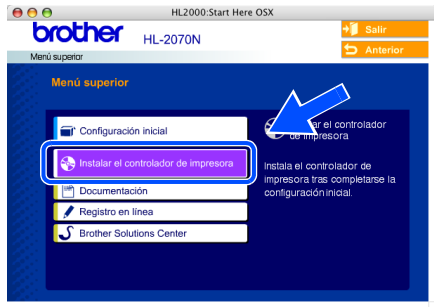 HL2000:Start Here OSX
brother HL-2070N
Salir
Anterior
Menú superior
Menú superior
Configuración inicial
Instalar el controlador de impresora
Documentación
Registro en línea
Brother Solutions Center
el controlador
de impresora
Instala el controlador de
impresora tras completarse la
configuración inicial.